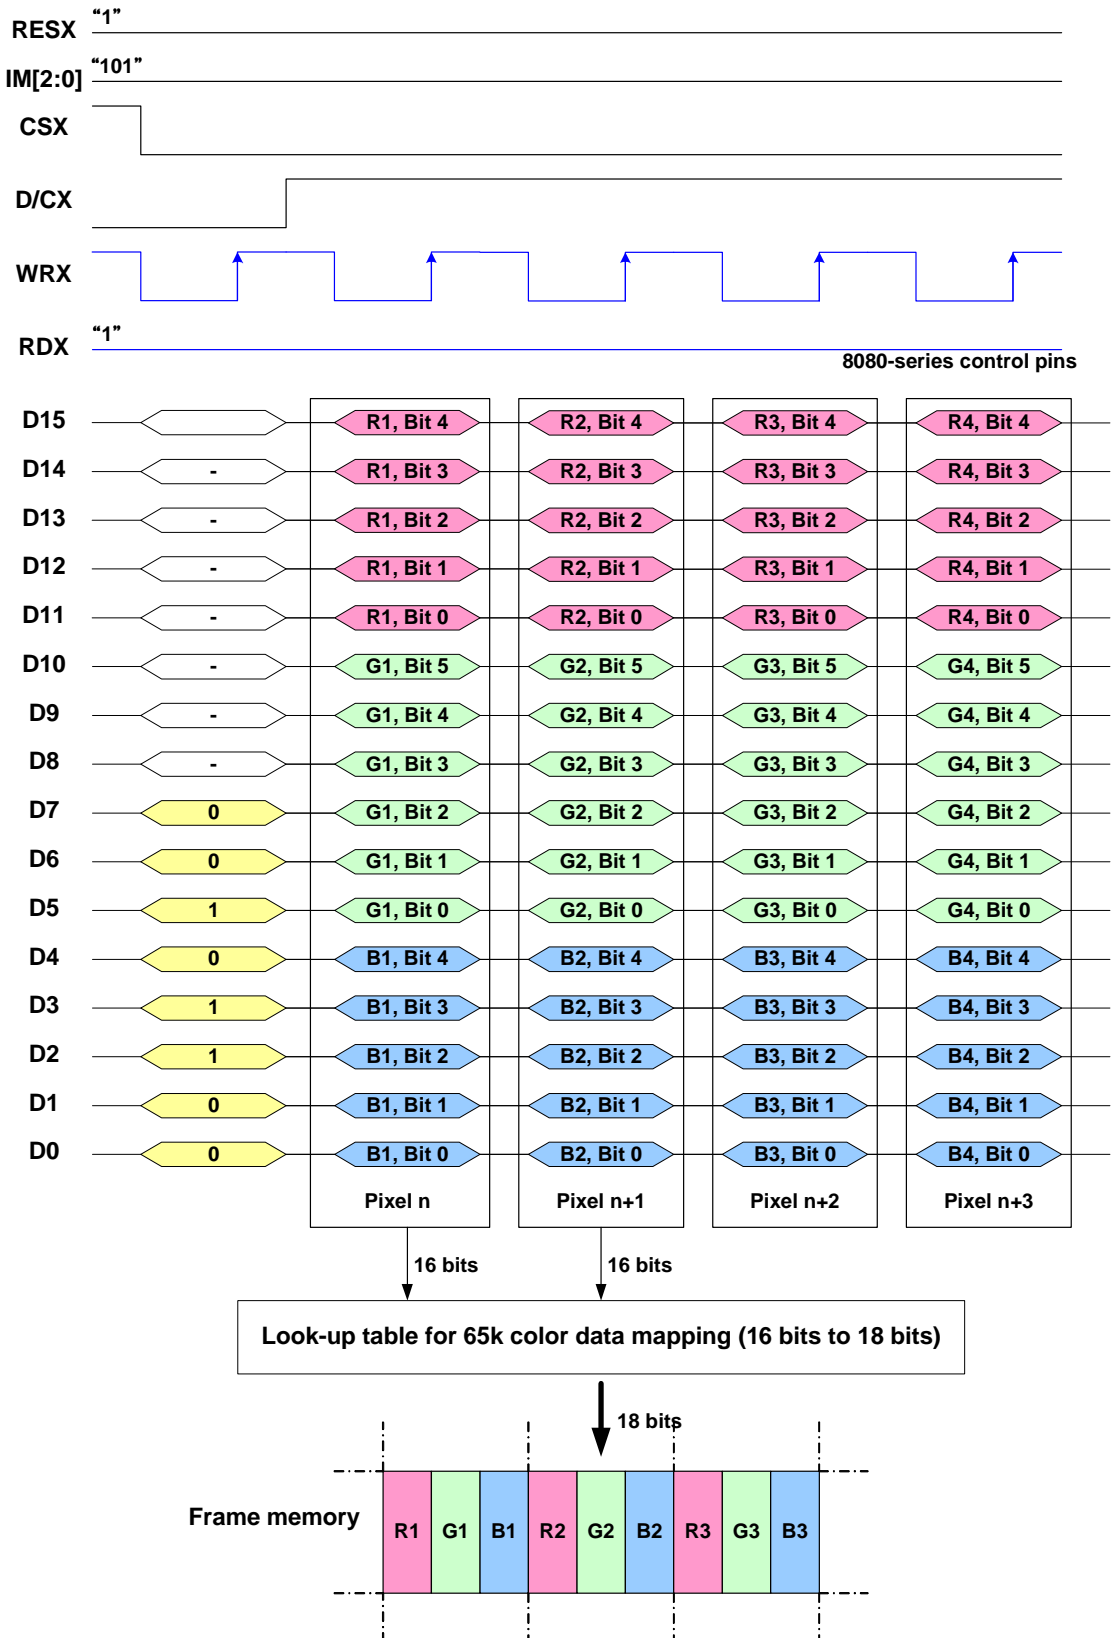 RESX "1"
IM[2:0] "101"
CSX
D/CX
WRX
RDX "1"
8080-series control pins
D15 R1, Bit 4 R2, Bit 4 R3, Bit 4 R4, Bit 4
D14 - R1, Bit 3 R2, Bit 3 R3, Bit 3 R4, Bit 3
D13 - R1, Bit 2 R2, Bit 2 R3, Bit 2 R4, Bit 2
D12 - R1, Bit 1 R2, Bit 1 R3, Bit 1 R4, Bit 1
D11 - R1, Bit 0 R2, Bit 0 R3, Bit 0 R4, Bit 0
D10 - G1, Bit 5 G2, Bit 5 G3, Bit 5 G4, Bit 5
D9 - G1, Bit 4 G2, Bit 4 G3, Bit 4 G4, Bit 4
D8 - G1, Bit 3 G2, Bit 3 G3, Bit 3 G4, Bit 3
D7 0 G1, Bit 2 G2, Bit 2 G3, Bit 2 G4, Bit 2
D6 0 G1, Bit 1 G2, Bit 1 G3, Bit 1 G4, Bit 1
D5 1 G1, Bit 0 G2, Bit 0 G3, Bit 0 G4, Bit 0
D4 0 B1, Bit 4 B2, Bit 4 B3, Bit 4 B4, Bit 4
D3 1 B1, Bit 3 B2, Bit 3 B3, Bit 3 B4, Bit 3
D2 1 B1, Bit 2 B2, Bit 2 B3, Bit 2 B4, Bit 2
D1 0 B1, Bit 1 B2, Bit 1 B3, Bit 1 B4, Bit 1
D0 0 B1, Bit 0 B2, Bit 0 B3, Bit 0 B4, Bit 0
Pixel n Pixel n+1 Pixel n+2 Pixel n+3
16 bits 16 bits
Look-up table for 65k color data mapping (16 bits to 18 bits)
18 bits
Frame memory R1 G1 B1 R2 G2 B2 R3 G3 B3